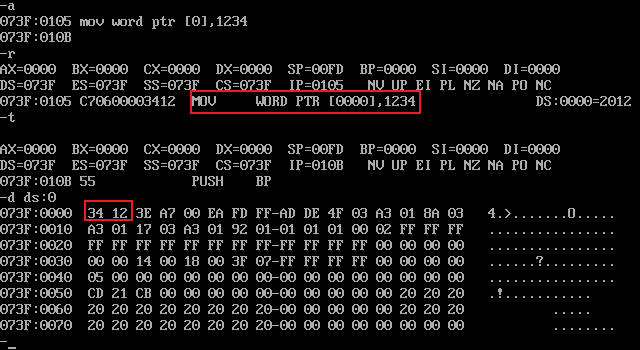 -a
073F:0105 mov word ptr [0],1234
073F:010B
-r
AX=0000  BX=0000  CX=0000  DX=0000  SP=00FD  BP=0000  SI=0000  DI=0000
DS=073F  ES=073F  SS=073F  CS=073F  IP=0105   NV UP EI PL NZ NA PO NC
073F:0105 C70600003412  MOV     WORD PTR [0000],1234                  DS:0000=2012
-t
AX=0000  BX=0000  CX=0000  DX=0000  SP=00FD  BP=0000  SI=0000  DI=0000
DS=073F  ES=073F  SS=073F  CS=073F  IP=010B   NV UP EI PL NZ NA PO NC
073F:010B 55            PUSH    BP
-d ds:0
073F:0000  34 12 3E A7 00 EA FD FF-AD DE 4F 03 A3 01 8A 03   4.>.......O.....
073F:0010  A3 01 17 03 A3 01 92 01-01 01 01 00 02 FF FF FF   ................
073F:0020  FF FF FF FF FF FF FF FF-FF FF FF FF 00 00 00 00   ................
073F:0030  00 00 14 00 18 00 3F 07-FF FF FF FF 00 00 00 00   ......?.........
073F:0040  05 00 00 00 00 00 00 00-00 00 00 00 00 00 00 00   ................
073F:0050  CD 21 CB 00 00 00 00 00-00 00 00 00 00 20 20 20   .!...........
073F:0060  20 20 20 20 20 20 20 20-00 00 00 00 00 20 20 20           .....
073F:0070  20 20 20 20 20 20 20 20-00 00 00 00 00 00 00 00           ........
-_